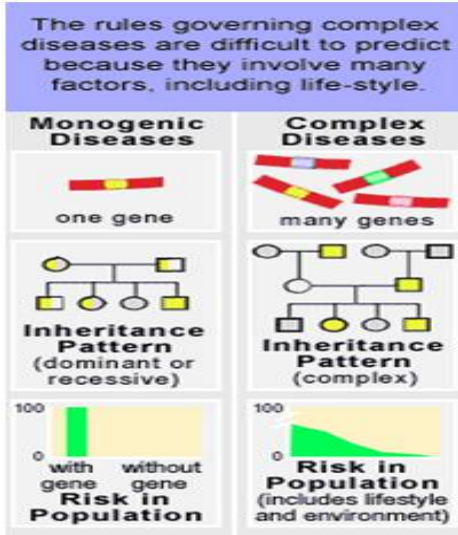 The rules governing complex
diseases are difficult to predict
because they involve many
factors, including life-style.
Monogenic
Diseases
one gene
Inheritance
Pattern
(dominant or
recessive)
100
0
with
gene
without
gene
Risk in
Population
Complex
Diseases
many genes
Inheritance
Pattern
(complex)
100
0
Risk in
Population
(includes lifestyle
and environment)